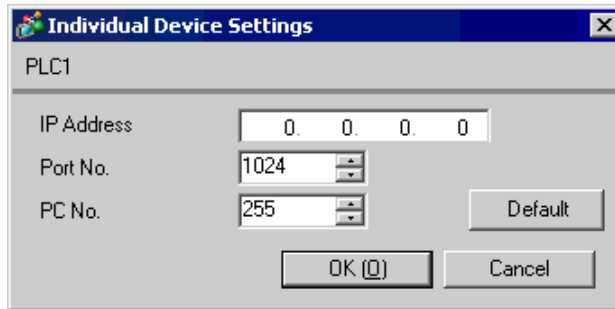 Individual Device Settings
PLC1
IP Address 0. 0. 0. 0
Port No. 1024
PC No. 255 Default
OK (O) Cancel